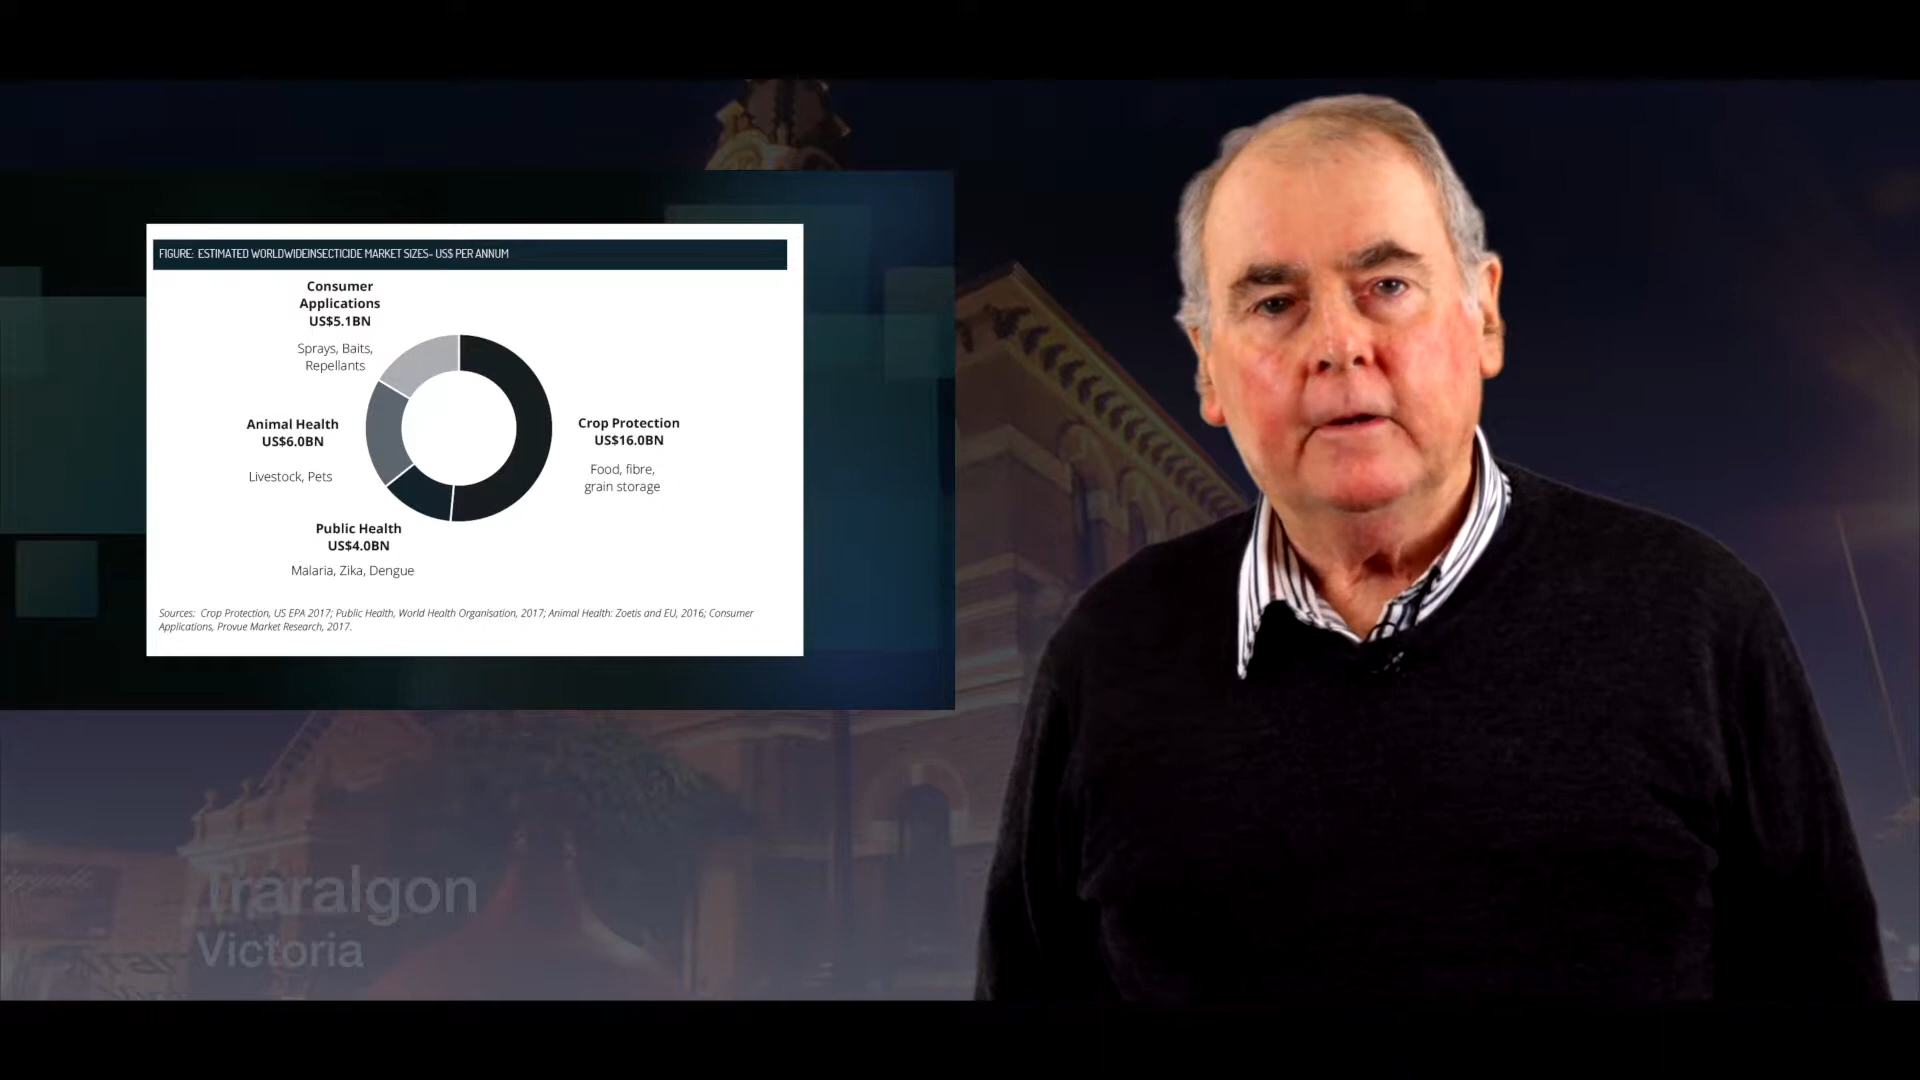 FIGURE: ESTIMATED WORLDWIDEINSECTICIDE MARKET SIZES- US$ PER ANNUM
Consumer
Applications
US$5.1BN
Sprays, Baits,
Repellants
Animal Health
US$6.0BN
Livestock, Pets
Crop Protection
US$16.0BN
Food, fibre,
grain storage
Public Health
US$4.0BN
Malaria, Zika, Dengue
Sources: Crop Protection, US EPA 2017; Public Health, World Health Organisation, 2017; Animal Health: Zoetis and EU, 2016; Consumer
Applications, Provue Market Research, 2017.
Traralgon
Victoria